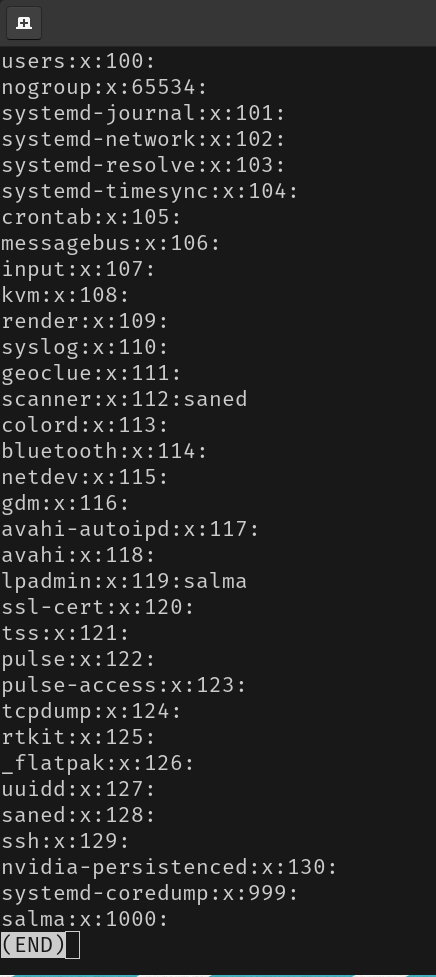 users:x:100:
nogroup:x:65534:
systemd-journal:x:101:
systemd-network:x:102:
systemd-resolve:x:103:
systemd-timesync:x:104:
crontab:x:105:
messagebus:x:106:
input:x:107:
kvm:x:108:
render:x:109:
syslog:x:110:
geoclue:x:111:
scanner:x:112:saned
colord:x:113:
bluetooth:x:114:
netdev:x:115:
gdm:x:116:
avahi-autoipd:x:117:
avahi:x:118:
lpadmin:x:119:salma
ssl-cert:x:120:
tss:x:121:
pulse:x:122:
pulse-access:x:123:
tcpdump:x:124:
rtkit:x:125:
_flatpak:x:126:
uuidd:x:127:
saned:x:128:
ssh:x:129:
nvidia-persistenced:x:130:
systemd-coredump:x:999:
salma:x:1000:
(END)